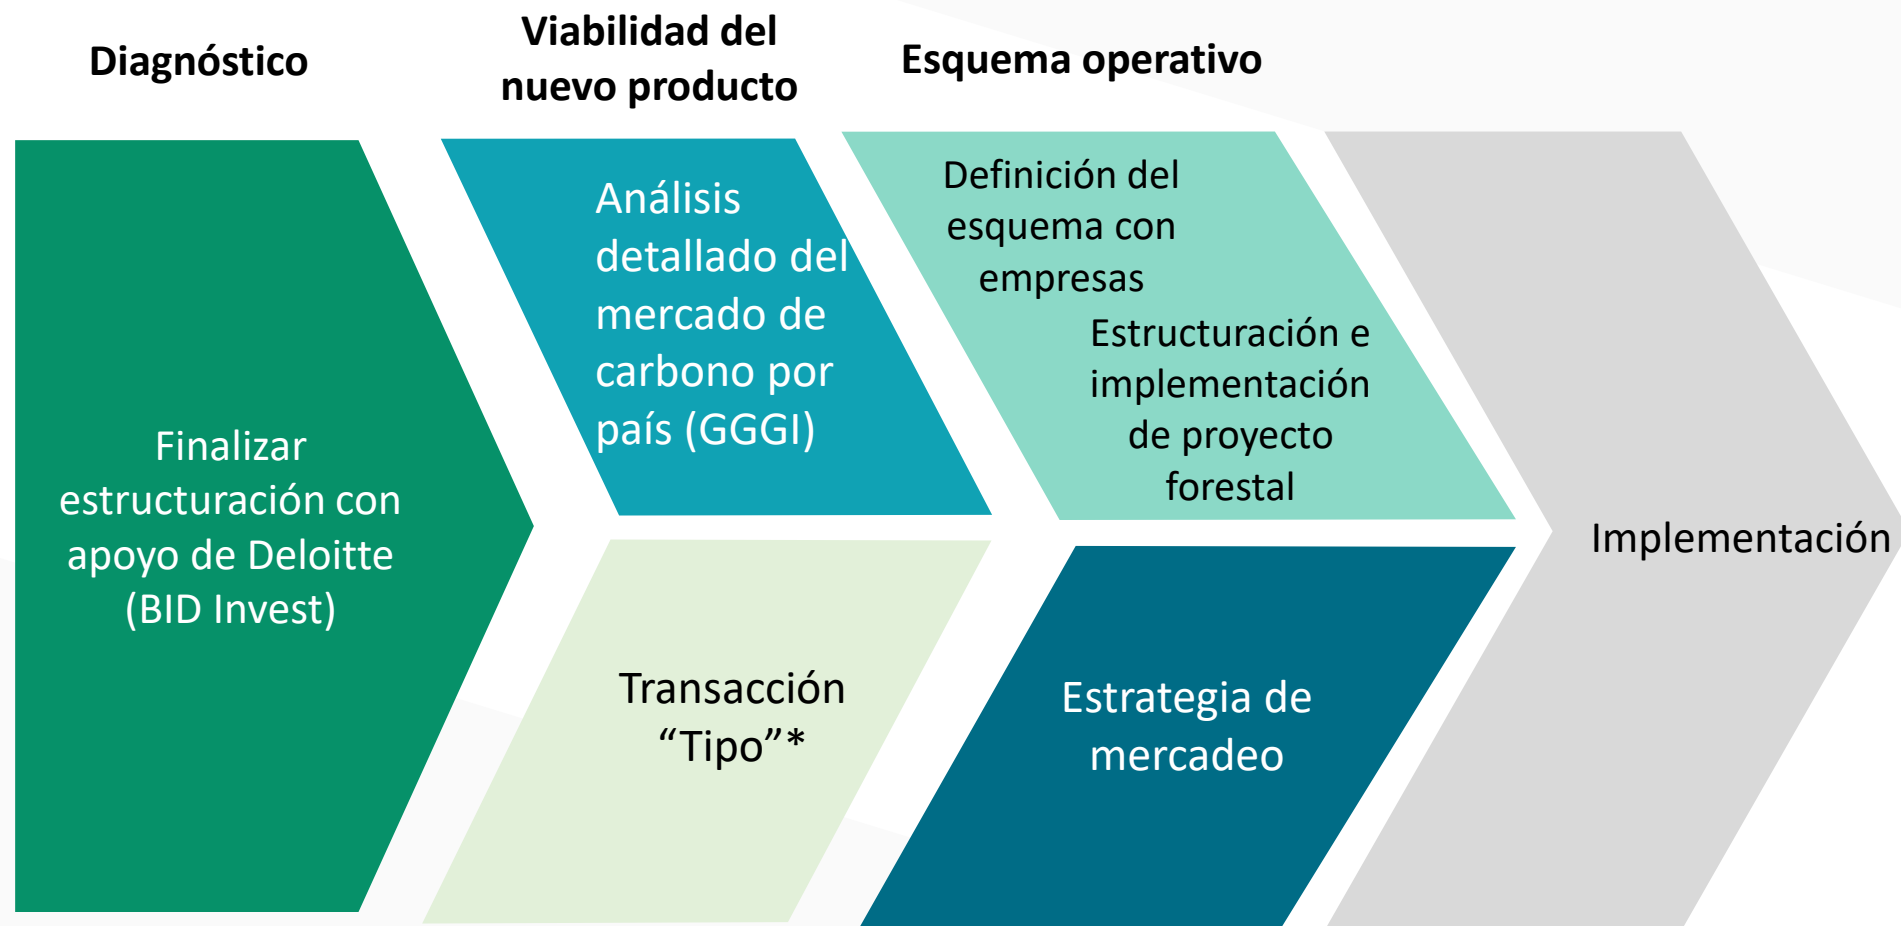 Diagnóstico
Viabilidad del
nuevo producto
Esquema operativo
Finalizar
estructuración con
apoyo de Deloitte
(BID Invest)
Análisis
detallado del
mercado de
carbono por
país (GGGI)
Transacción
“Tipo”*
Definición del
esquema con
empresas
Estructuración e
implementación
de proyecto
forestal
Estrategia de
mercadeo
Implementación